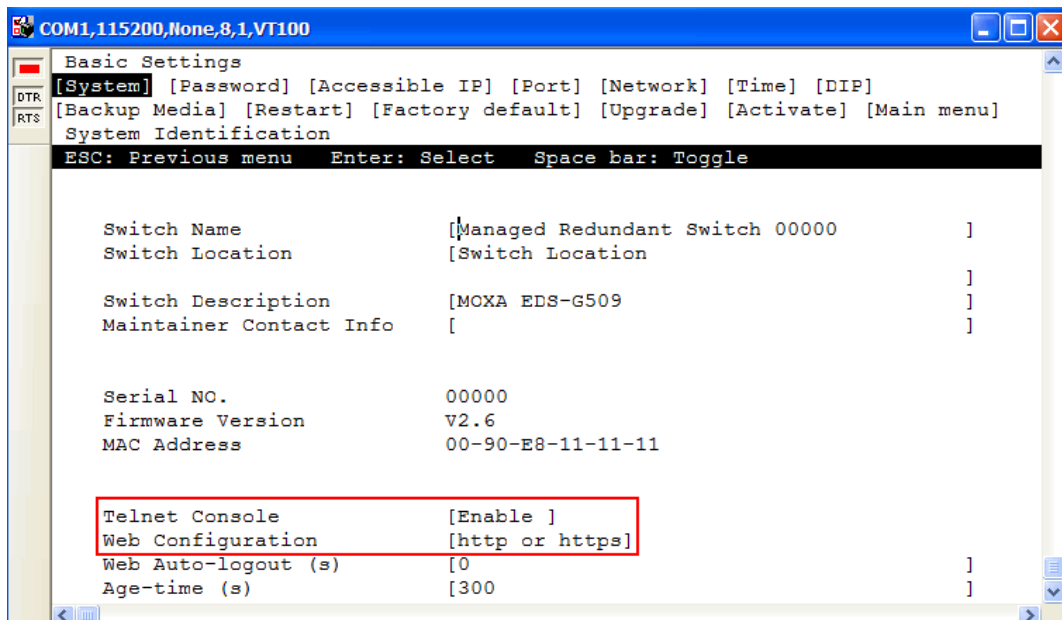 COM1,115200,None,8,1,VT100
DTR
RTS
Basic Settings
[System] [Password] [Accessible IP] [Port] [Network] [Time] [DIP]
[Backup Media] [Restart] [Factory default] [Upgrade] [Activate] [Main menu]
System Identification
ESC: Previous menu   Enter: Select   Space bar: Toggle
Switch Name [Managed Redundant Switch 00000 ]
Switch Location [Switch Location
]
Switch Description [MOXA EDS-G509 ]
Maintainer Contact Info [ ]
Serial NO. 00000
Firmware Version V2.6
MAC Address 00-90-E8-11-11-11
Telnet Console [Enable ]
Web Configuration [http or https]
Web Auto-logout (s) [0 ]
Age-time (s) [300 ]